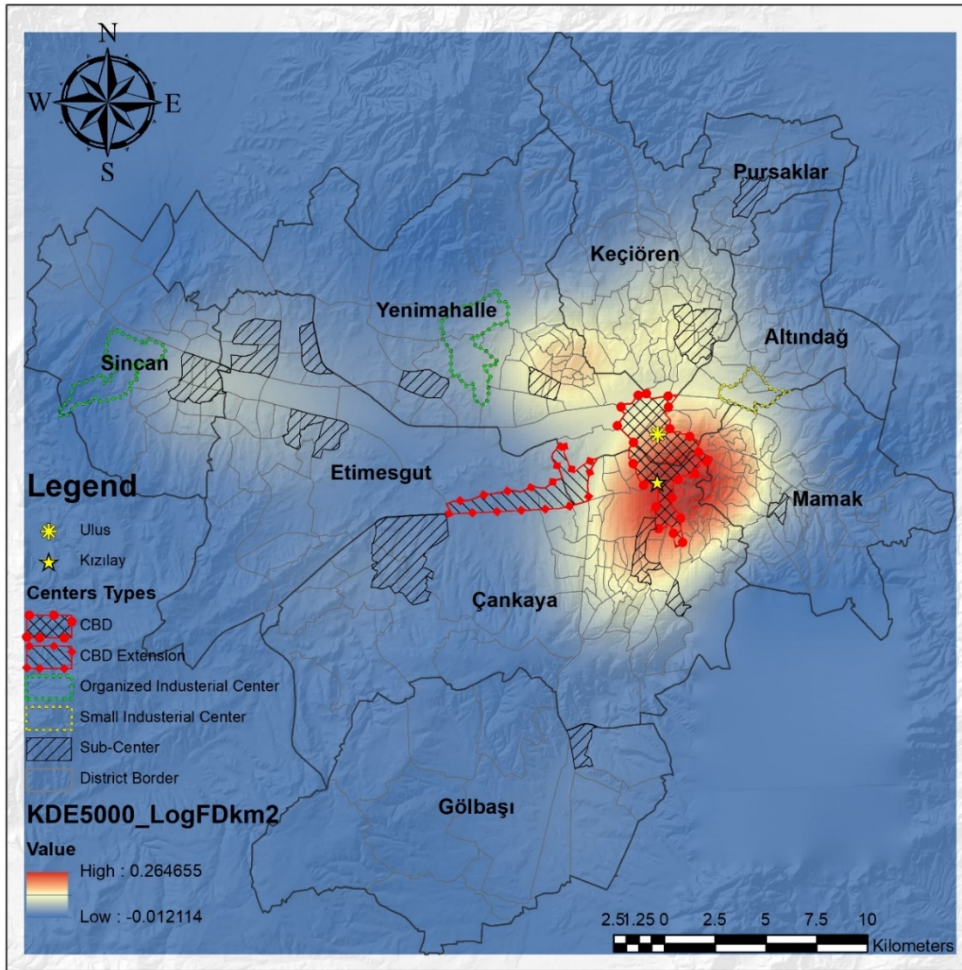 N
W E
S
Pursaklar
Keçiören
Yenimahalle
Altındağ
Sincan
Etimesgut
Mamak
Çankaya
Gölbaşı
Legend
Ulus
Kızılay
Centers Types
CBD
CBD Extension
Organized Industerial Center
Small Industerial Center
Sub-Center
District Border
KDE5000_LogFDkm2
Value
High : 0.264655
Low : -0.012114
2.51.25 0 2.5 5 7.5 10
Kilometers